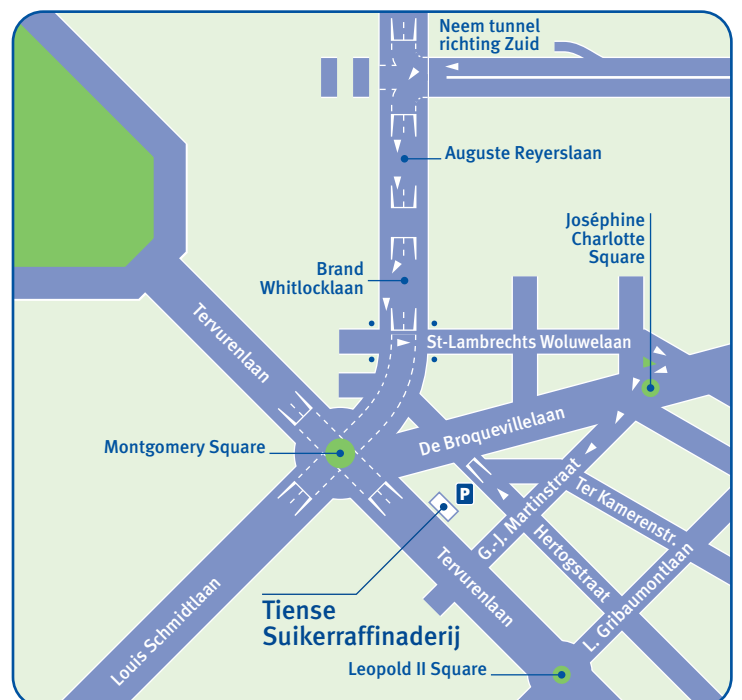 Neem tunnel
richting Zuid
Auguste Reyerslaan
Joséphine
Charlotte
Square
Brand
Whitlocklaan
Tervurenlaan
St-Lambrechts Woluwelaan
De Broquevillelaan
Montgomery Square
P
G.-J. Martinstraat
Ter Kamerenstr.
Hertogstraat
Tervurenlaan
L. Gribaumontlaan
Louis Schmidtlaan
Tiense
Suikerraffinaderij
Leopold II Square